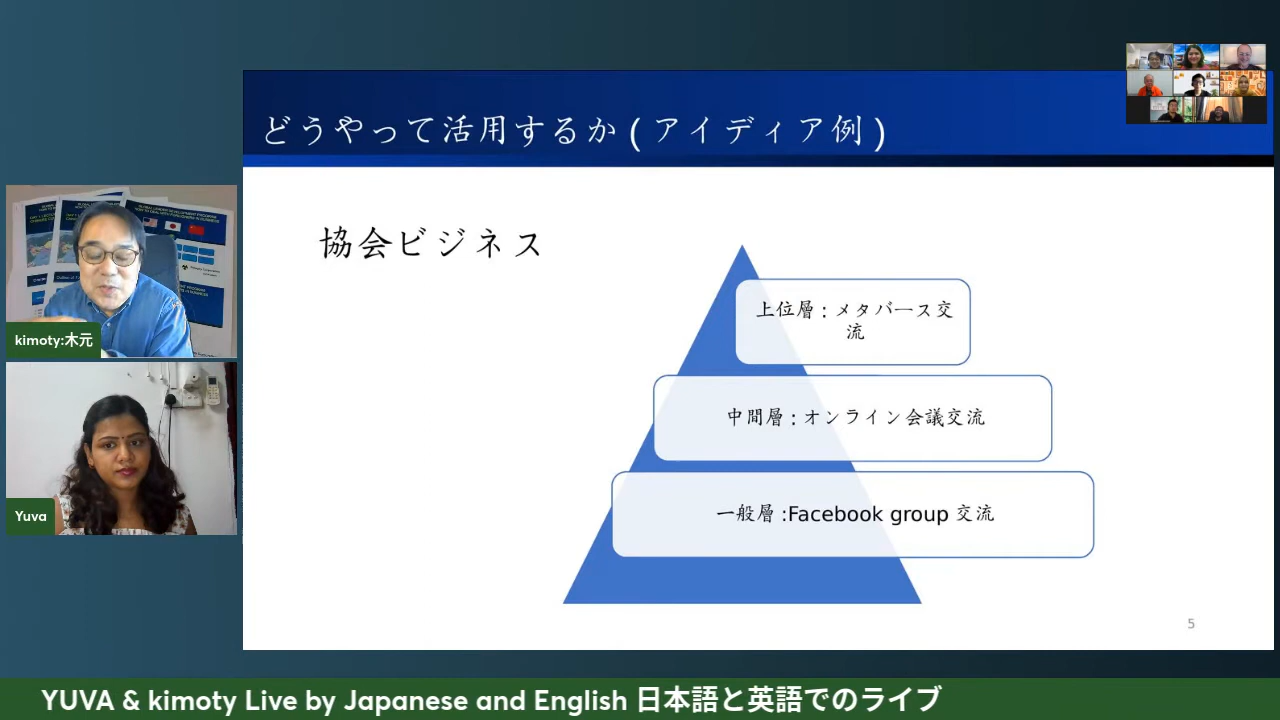 どうやって活用するか(アイディア例)
協会ビジネス
上位層：メタバース交
流
中間層：オンライン会議交流
一般層:Facebook group 交流
5
kimoty:木元
Yuva
YUVA & kimoty Live by Japanese and English 日本語と英語でのライブ